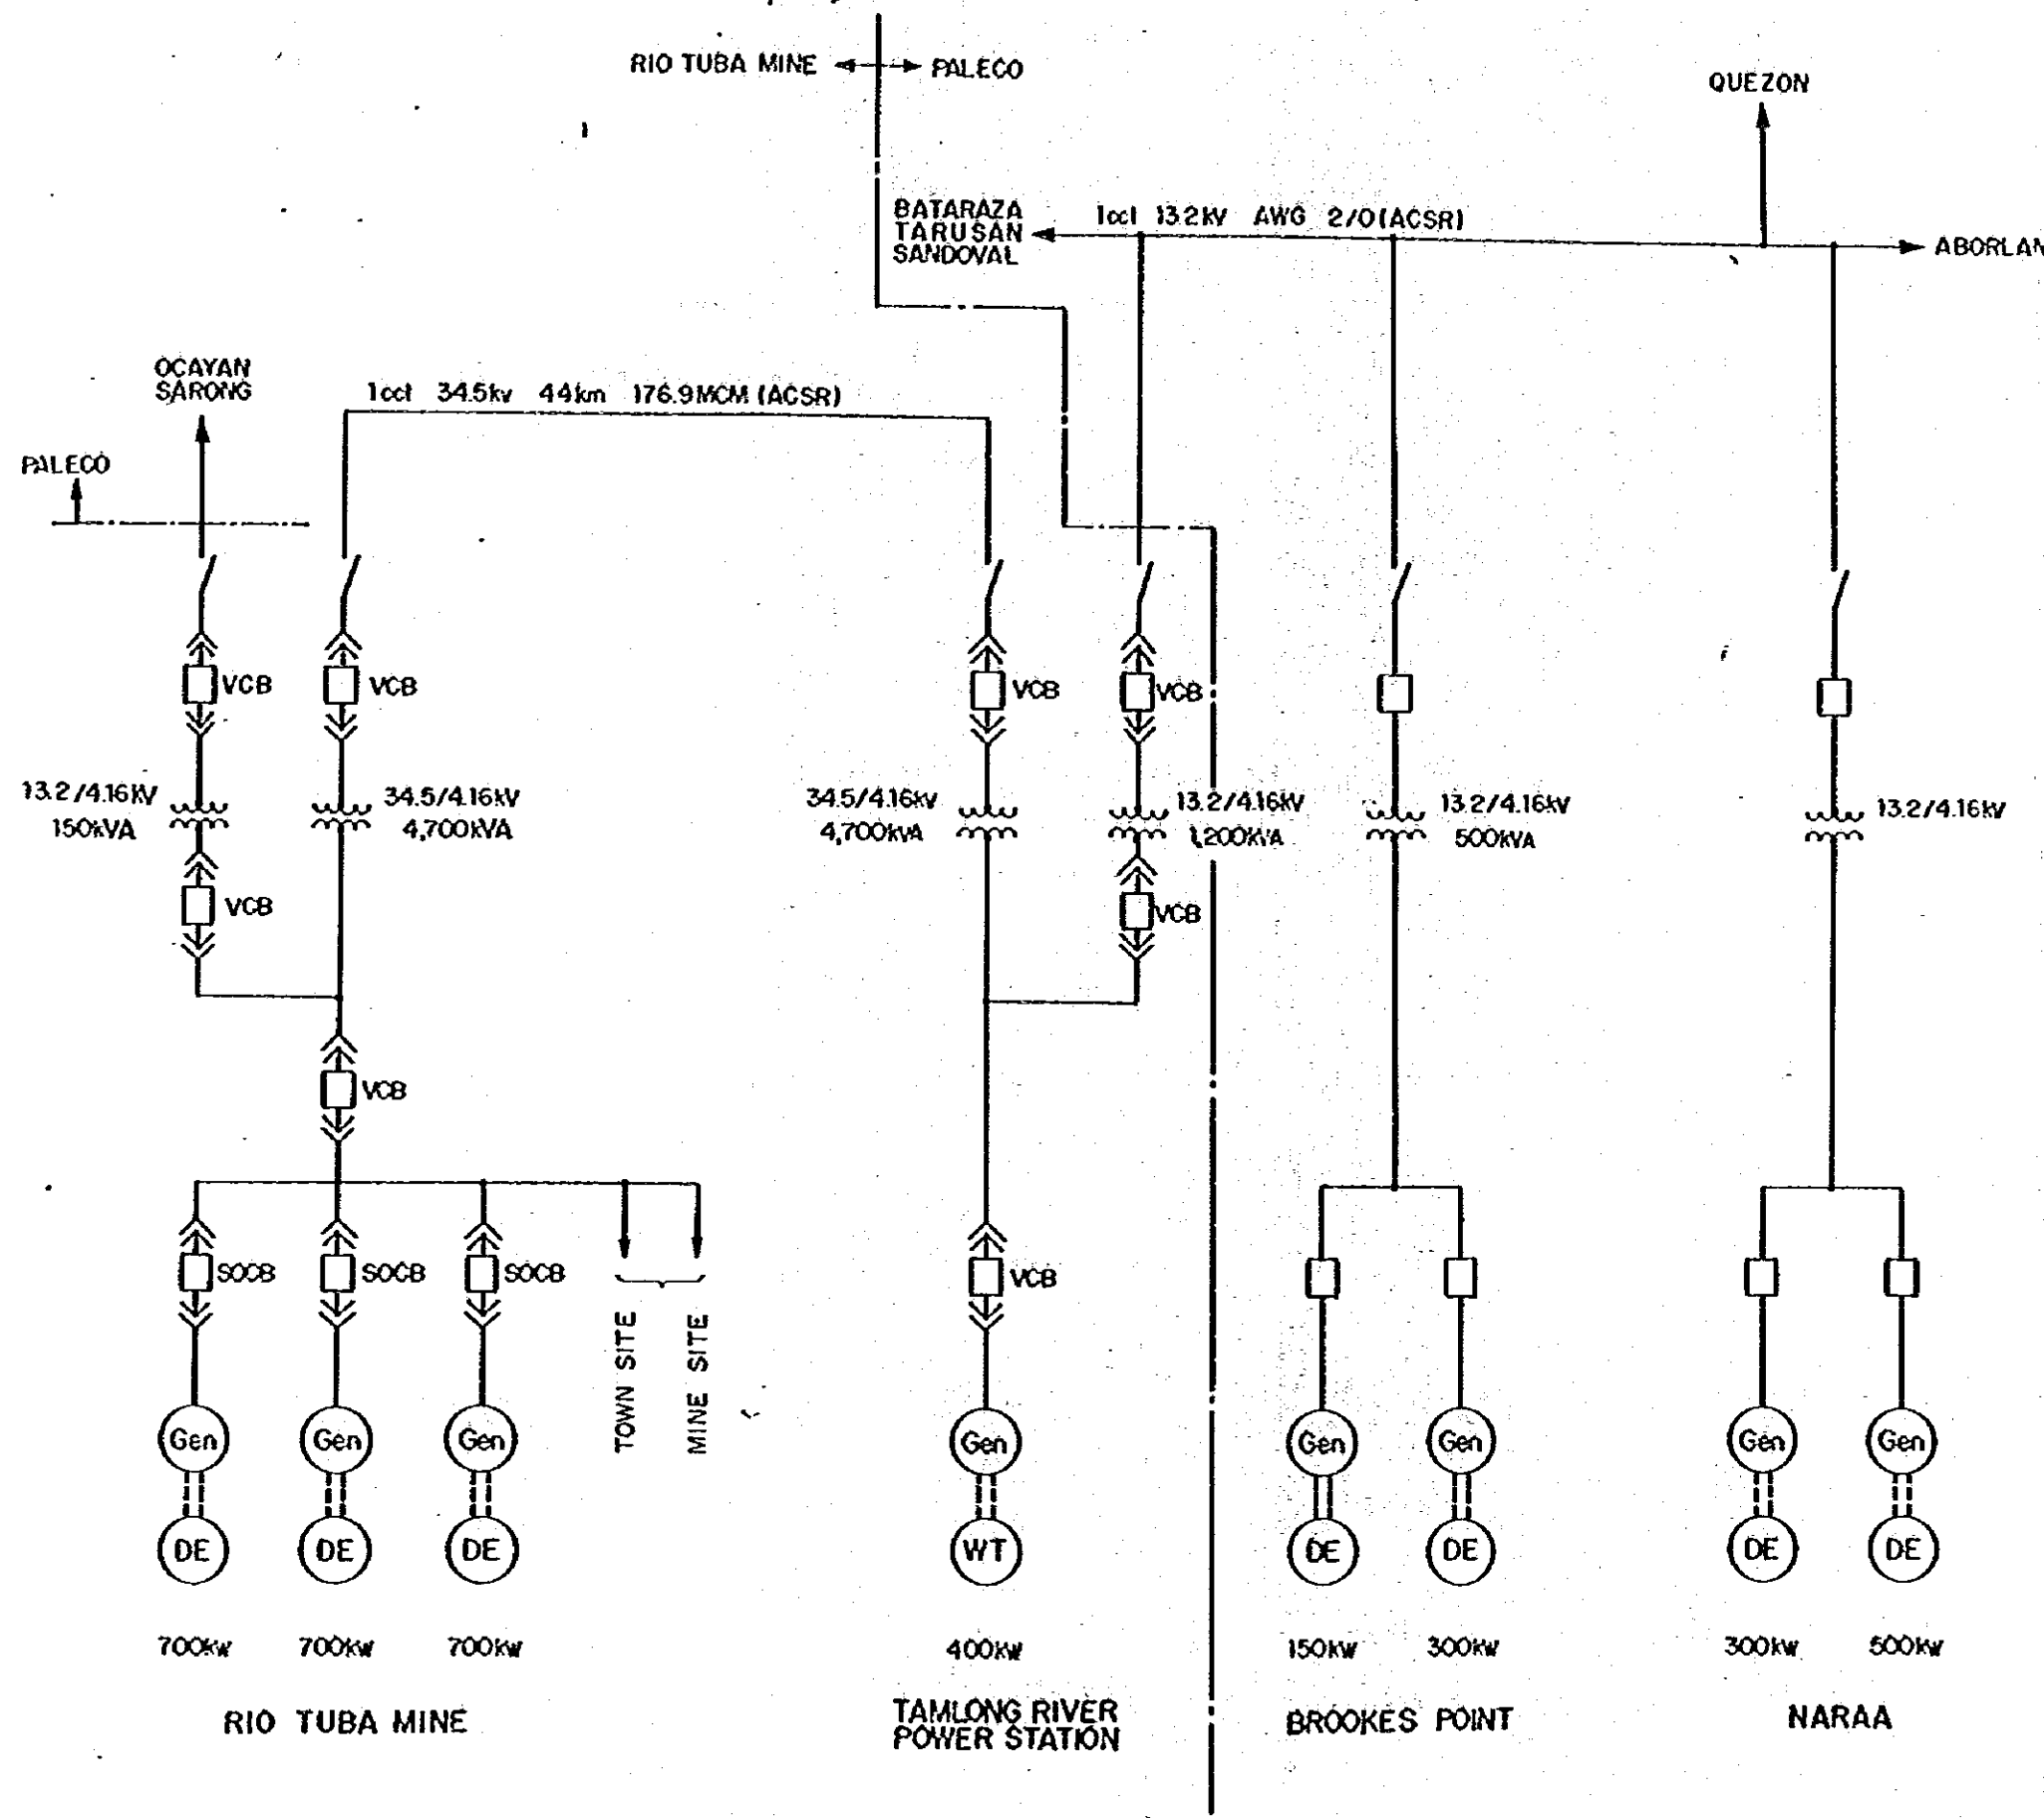 RIO TUBA MINE
PALECO
QUEZON
BATARAZA
TARUSAN
SANDOVAL
1cct 13.2kV AWG 2/0(ACSR)
ABORLAN
OCAYAN
SARONG
1cct 34.5kv 44km 176.9MCM (ACSR)
PALECO
VCB
VCB
VCB
VCB
13.2/4.16kV
150kVA
34.5/4.16kV
4,700kVA
34.5/4.16kV
4,700kVA
13.2/4.16kV
1,200kVA
13.2/4.16kV
500kVA
13.2/4.16kV
VCB
VCB
VCB
SOCB
SOCB
SOCB
VCB
TOWN SITE
MINE SITE
Gen
Gen
Gen
Gen
Gen
Gen
Gen
Gen
DE
DE
DE
WT
DE
DE
DE
DE
700kW
700kW
700kW
400kW
150kW
300kW
300kW
500kW
RIO TUBA MINE
TAMLONG RIVER
POWER STATION
BROOKES POINT
NARAA